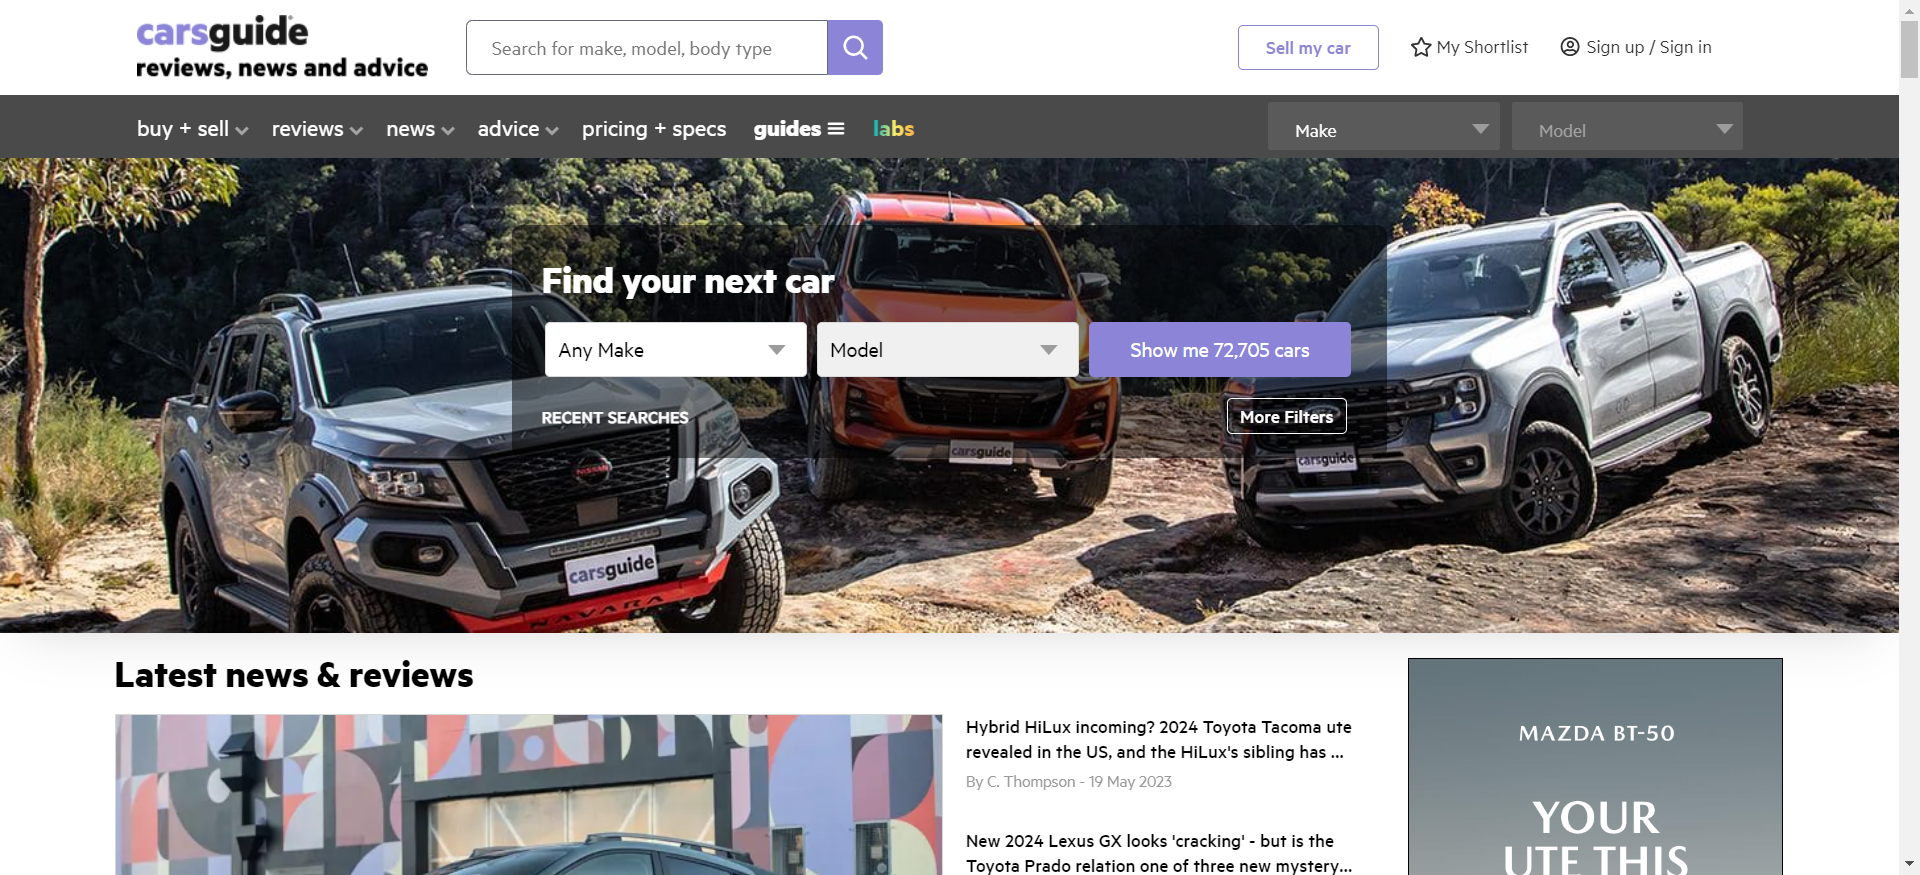 carsguide
reviews, news and advice
Search for make, model, body type
Sell my car
My Shortlist
Sign up / Sign in
buy + sell
reviews
news
advice
pricing + specs
guides
labs
Make
Model
Find your next car
Any Make
Model
Show me 72,705 cars
RECENT SEARCHES
More Filters
carsguide
carsguide
NISSAN
carsguide
NAVARA
Latest news & reviews
Hybrid HiLux incoming? 2024 Toyota Tacoma ute
revealed in the US, and the HiLux's sibling has ...
By C. Thompson - 19 May 2023
New 2024 Lexus GX looks 'cracking' - but is the
Toyota Prado relation one of three new mystery...
MAZDA BT-50
YOUR
UTE THIS